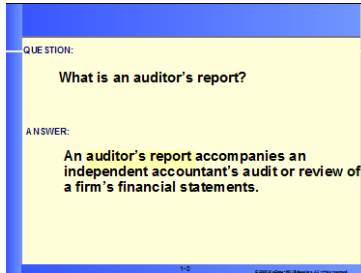 QUESTION:
What is an auditor's report?
ANSWER:
An auditor's report accompanies an
independent accountant's audit or review of
a firm's financial statements.